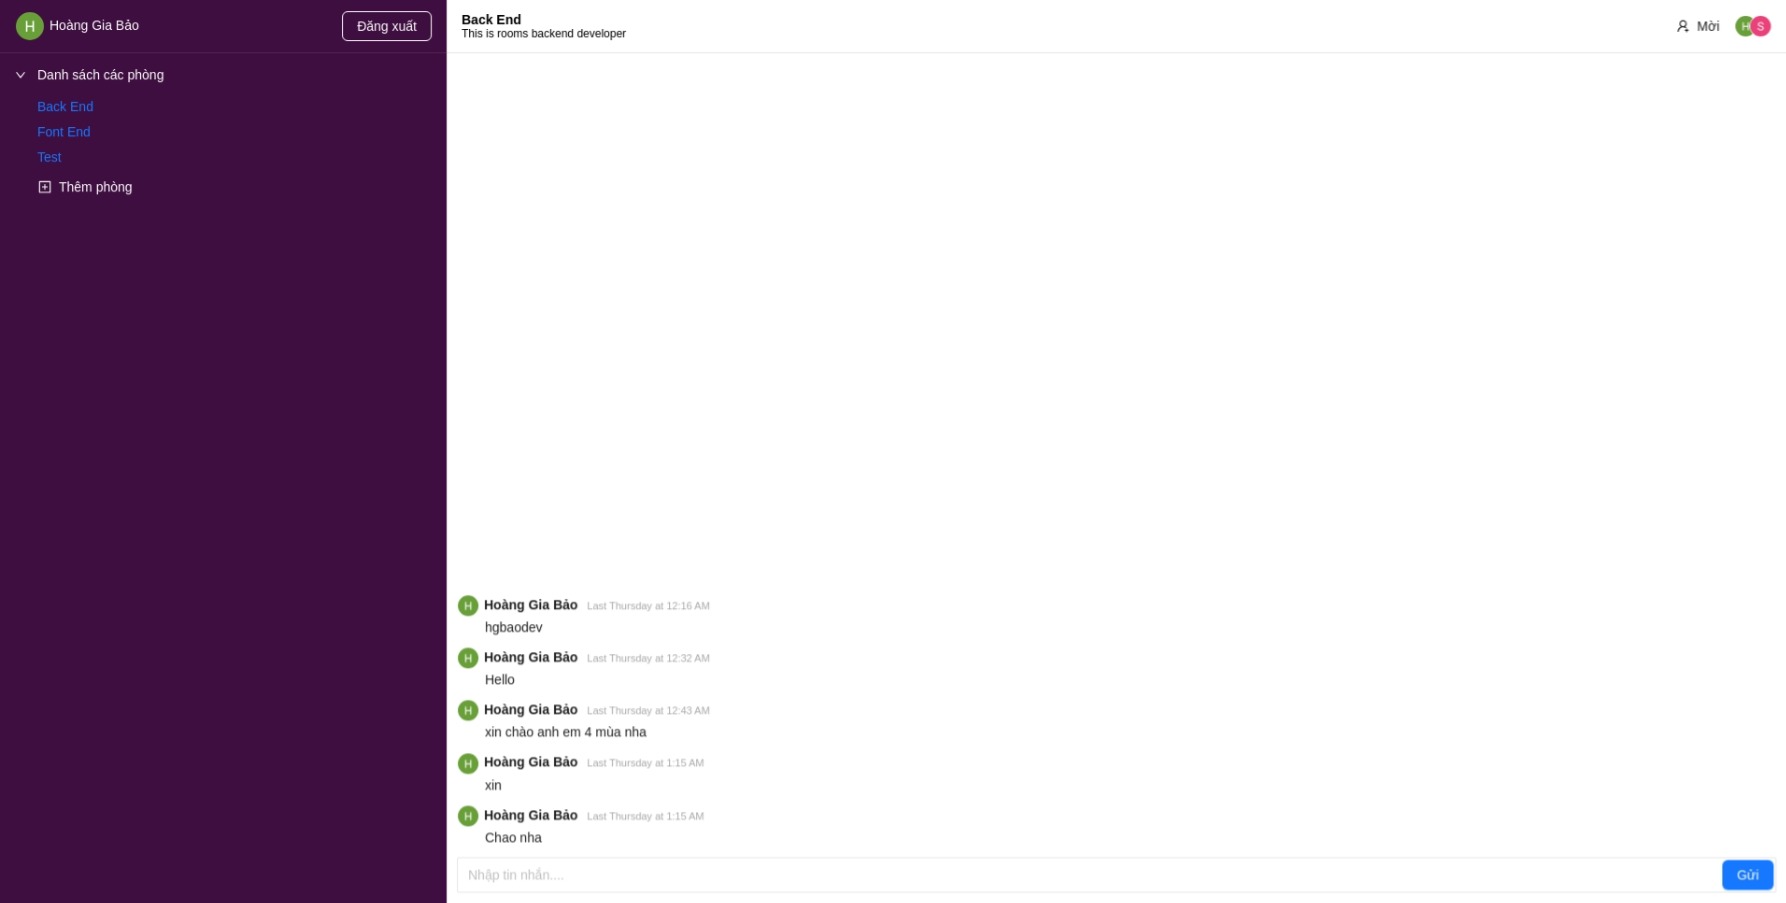 H Hoàng Gia Bảo
Đăng xuất
Danh sách các phòng
Back End
Font End
Test
Thêm phòng
Back End
This is rooms backend developer
Mời
H S
H Hoàng Gia Bảo Last Thursday at 12:16 AM
hgbaodev
H Hoàng Gia Bảo Last Thursday at 12:32 AM
Hello
H Hoàng Gia Bảo Last Thursday at 12:43 AM
xin chào anh em 4 mùa nha
H Hoàng Gia Bảo Last Thursday at 1:15 AM
xin
H Hoàng Gia Bảo Last Thursday at 1:15 AM
Chao nha
Nhập tin nhắn....
Gửi